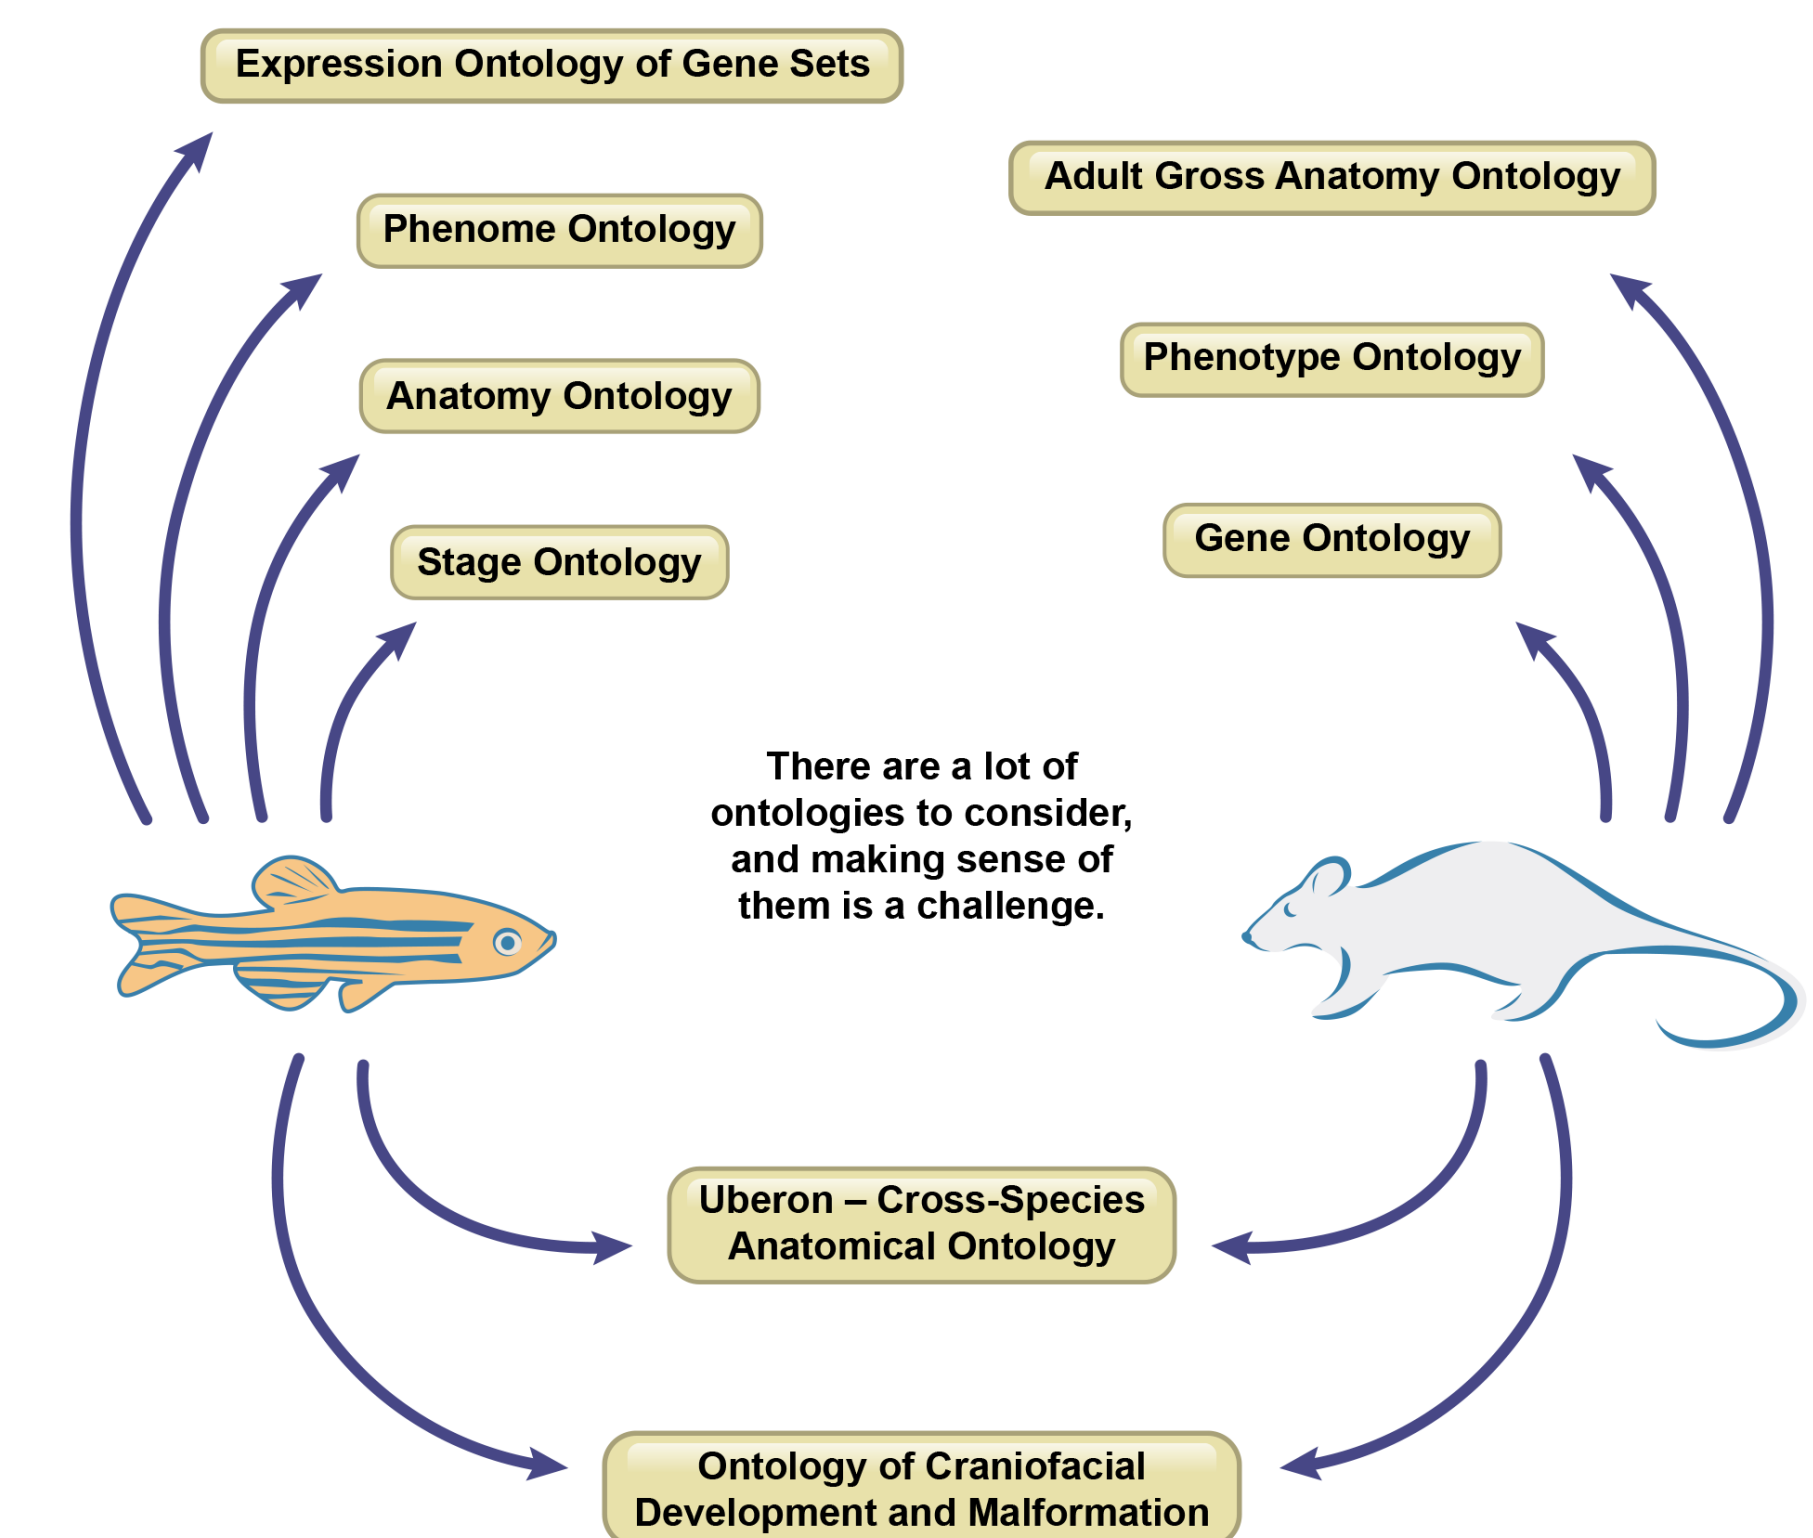 Expression Ontology of Gene Sets
Adult Gross Anatomy Ontology
Phenome Ontology
Phenotype Ontology
Anatomy Ontology
Gene Ontology
Stage Ontology
There are a lot of
ontologies to consider,
and making sense of
them is a challenge.
Uberon – Cross-Species
Anatomical Ontology
Ontology of Craniofacial
Development and Malformation